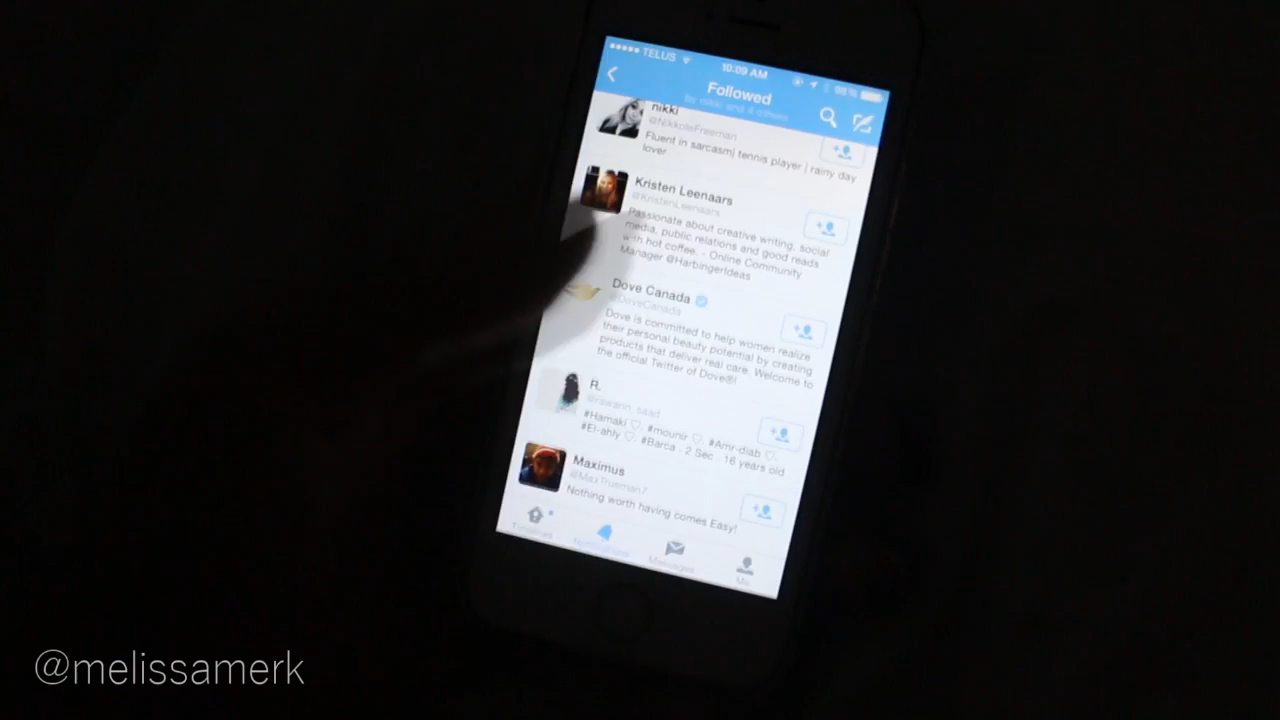 TELUS
10:09 AM
98%
Followed
By nikki and 4 others
nikki
@NikkoleFreeman
Fluent in sarcasm| tennis player | rainy day
lover
Kristen Leenaars
@KristenLeenaars
Passionate about creative writing, social
media, public relations and good reads
with hot coffee. - Online Community
Manager @HarbingerIdeas
Dove Canada
@DoveCanada
Dove is committed to help women realize
their personal beauty potential by creating
products that deliver real care. Welcome to
the official Twitter of Dove®!
R.
@rawann_saad
#Hamaki ♡. #mounir ♡. #Amr-diab ♡.
#El-ahly ♡. #Barca . 2 Sec . 16 years old
Maximus
@MaxTrueman7
Nothing worth having comes Easy!
Timelines
Notifications
Messages
Me
@melissamerk